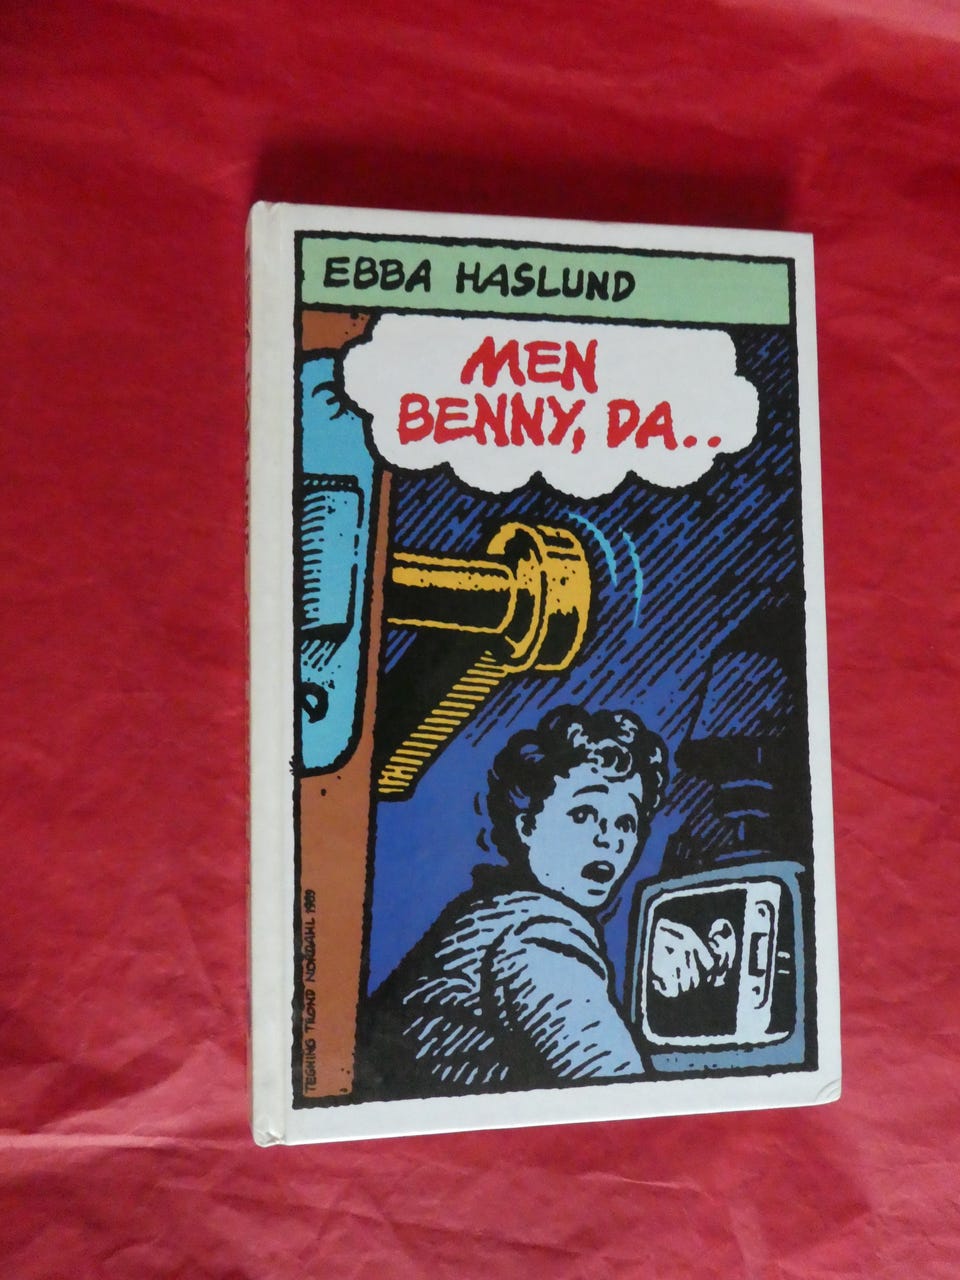 EBBA HASLUND
MEN
BENNY, DA..
TEGNING TROND NORDAHL 1989